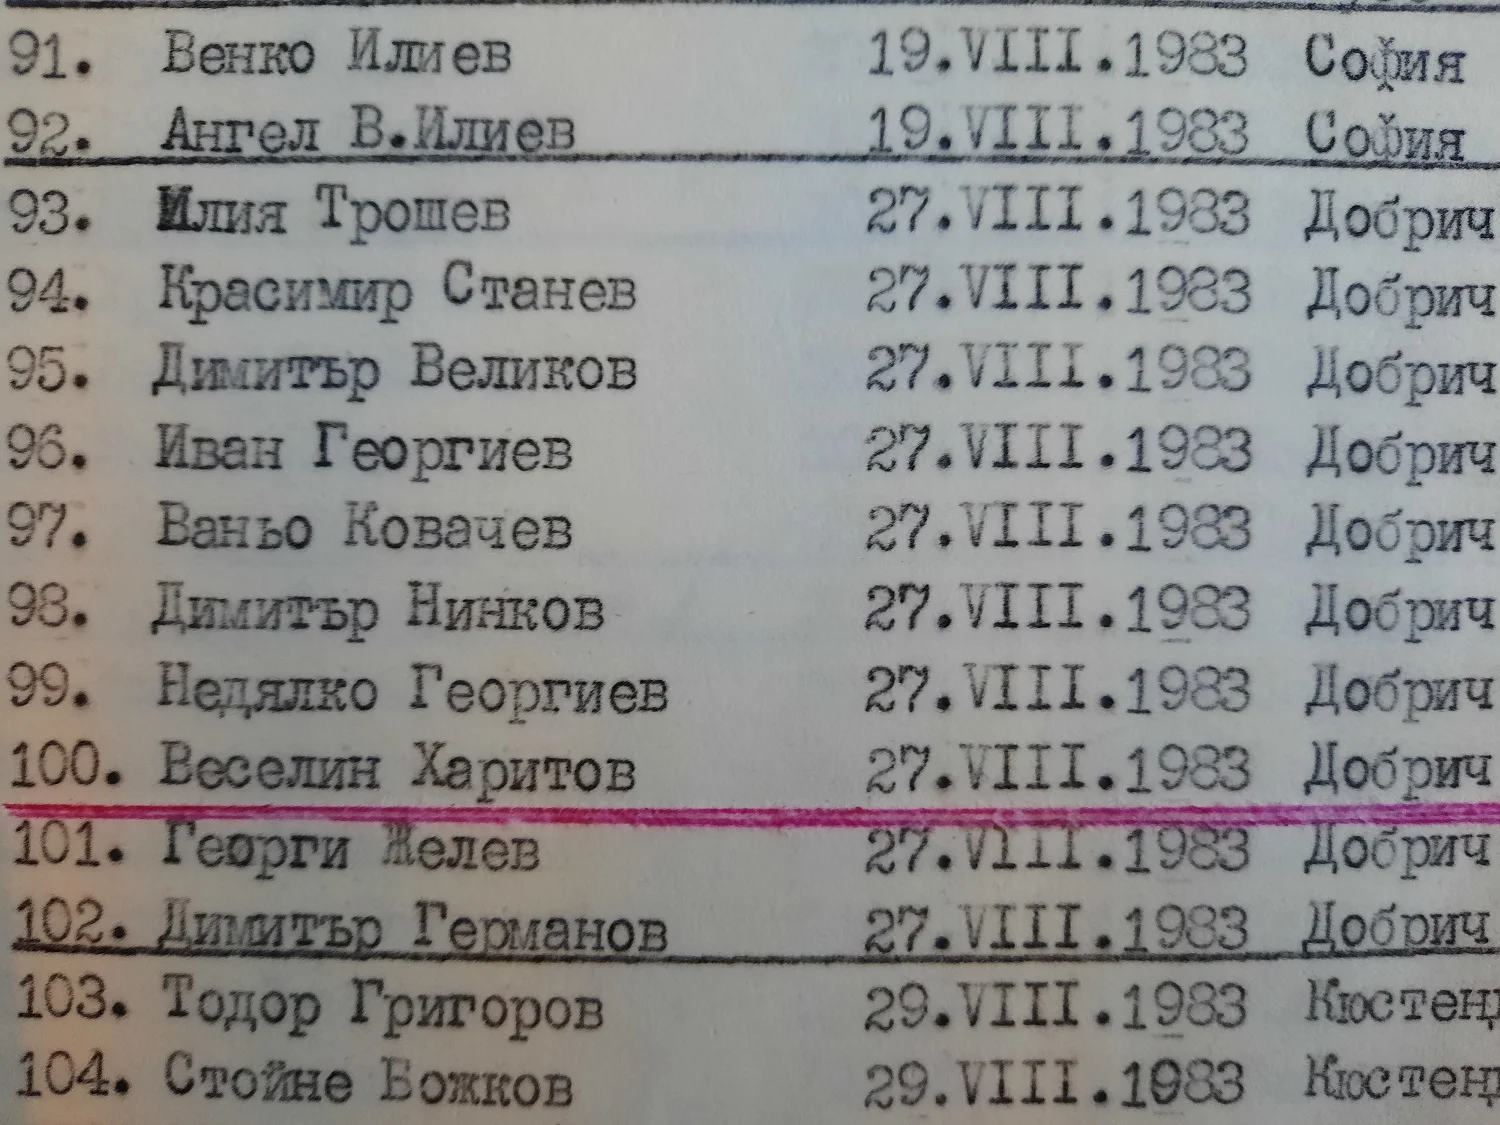 91. Венко Илиев 19.VIII.1983 София
92. Ангел В.Илиев 19.VIII.1983 София
93. Илия Трошев 27.VIII.1983 Добрич
94. Красимир Станев 27.VIII.1983 Добрич
95. Димитър Великов 27.VIII.1983 Добрич
96. Иван Георгиев 27.VIII.1983 Добрич
97. Ваньо Ковачев 27.VIII.1983 Добрич
98. Димитър Нинков 27.VIII.1983 Добрич
99. Недялко Георгиев 27.VIII.1983 Добрич
100. Веселин Харитов 27.VIII.1983 Добрич
101. Георги Желев 27.VIII.1983 Добрич
102. Димитър Германов 27.VIII.1983 Добрич
103. Тодор Григоров 29.VIII.1983
104. Стойне Божков 29.VIII.1983